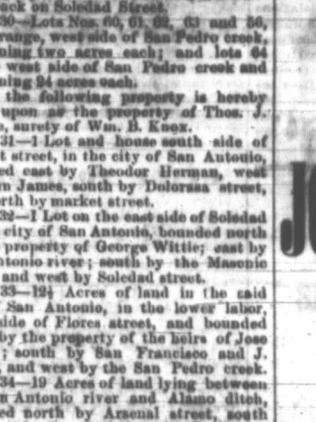 ack on Soledad Street.
30—Lots Nos. 60, 61, 62, 63 and 56,
range, west side of San Pedro creek,
ning two acres each; and lots 64
west side of San Pedro creek and
ning 24 acres each.
the following property is hereby
upon as the property of Thos. J.
, surety of Wm. B. Knox.
31—1 Lot and house south side of
t street, in the city of San Antonio,
ed east by Theodor Herman, west
m James, south by Dolorasa street,
rth by market street.
32—1 Lot on the east side of Soledad
city of San Antonio, bounded north
property of George Wittie; east by
ntonio river; south by the Masonic
and west by Soledad street.
33—12½ Acres of land in the said
San Antonio, in the lower labor,
side of Flores street, and bounded
by the property of the heirs of Jose
; south by San Francisco and J.
, and west by the San Pedro creek.
34—19 Acres of land lying between
n Antonio river and Alamo ditch,
ed north by Arsenal street, south
J